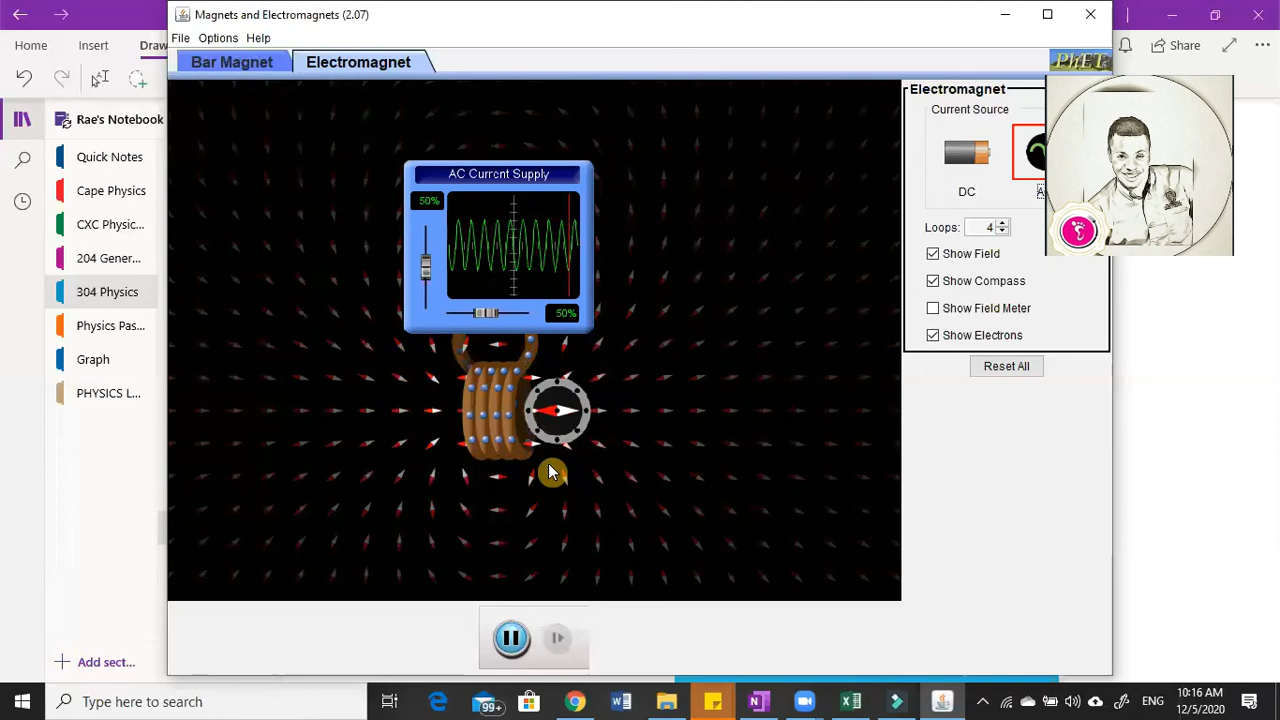 Magnets and Electromagnets (2.07)
File Options Help
Home Insert Draw
Share
Bar Magnet Electromagnet
PhET
Electromagnet
Current Source
DC
Loops: 4
Show Field
Show Compass
Show Field Meter
Show Electrons
Reset All
AC Current Supply
50%
50%
Rae's Notebook
Quick Notes
Cape Physics
CXC Physic...
204 Gener...
304 Physics
Physics Pas...
Graph
PHYSICS L...
Add sect...
Type here to search
99+
ENG
10:16 AM
12/5/2020